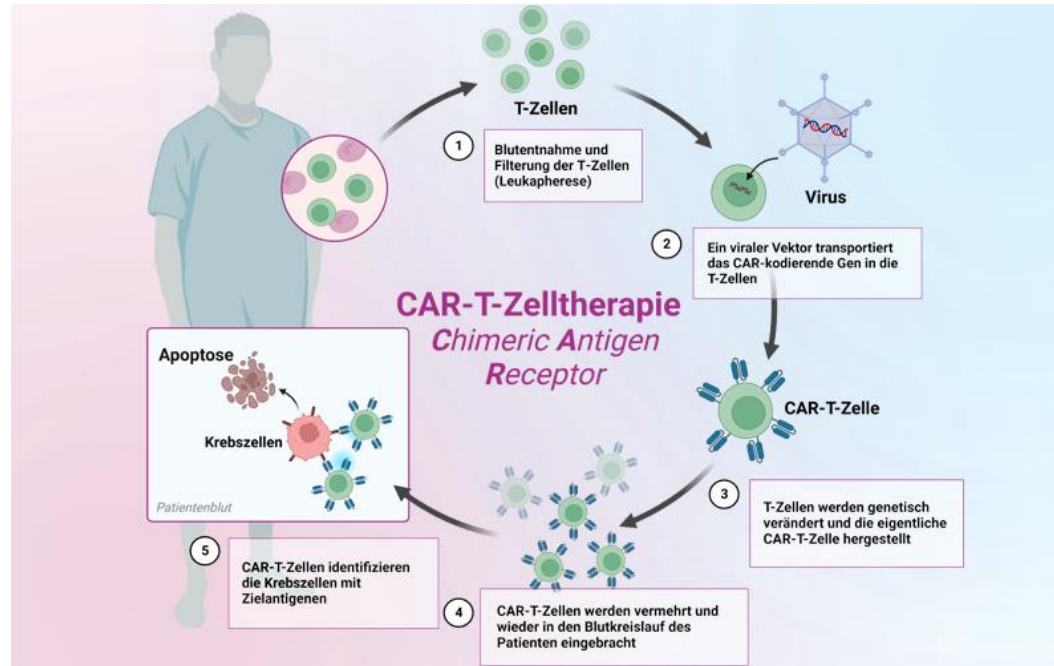 T-Zellen
1
Blutentnahme und
Filterung der T-Zellen
(Leukapherese)
Virus
2
Ein viraler Vektor transportiert
das CAR-kodierende Gen in die
T-Zellen
CAR-T-Zelltherapie
Chimeric Antigen
Receptor
CAR-T-Zelle
3
T-Zellen werden genetisch
verändert und die eigentliche
CAR-T-Zelle hergestellt
4
CAR-T-Zellen werden vermehrt und
wieder in den Blutkreislauf des
Patienten eingebracht
Apoptose
Krebszellen
Patientenblut
5
CAR-T-Zellen identifizieren
die Krebszellen mit
Zielantigenen